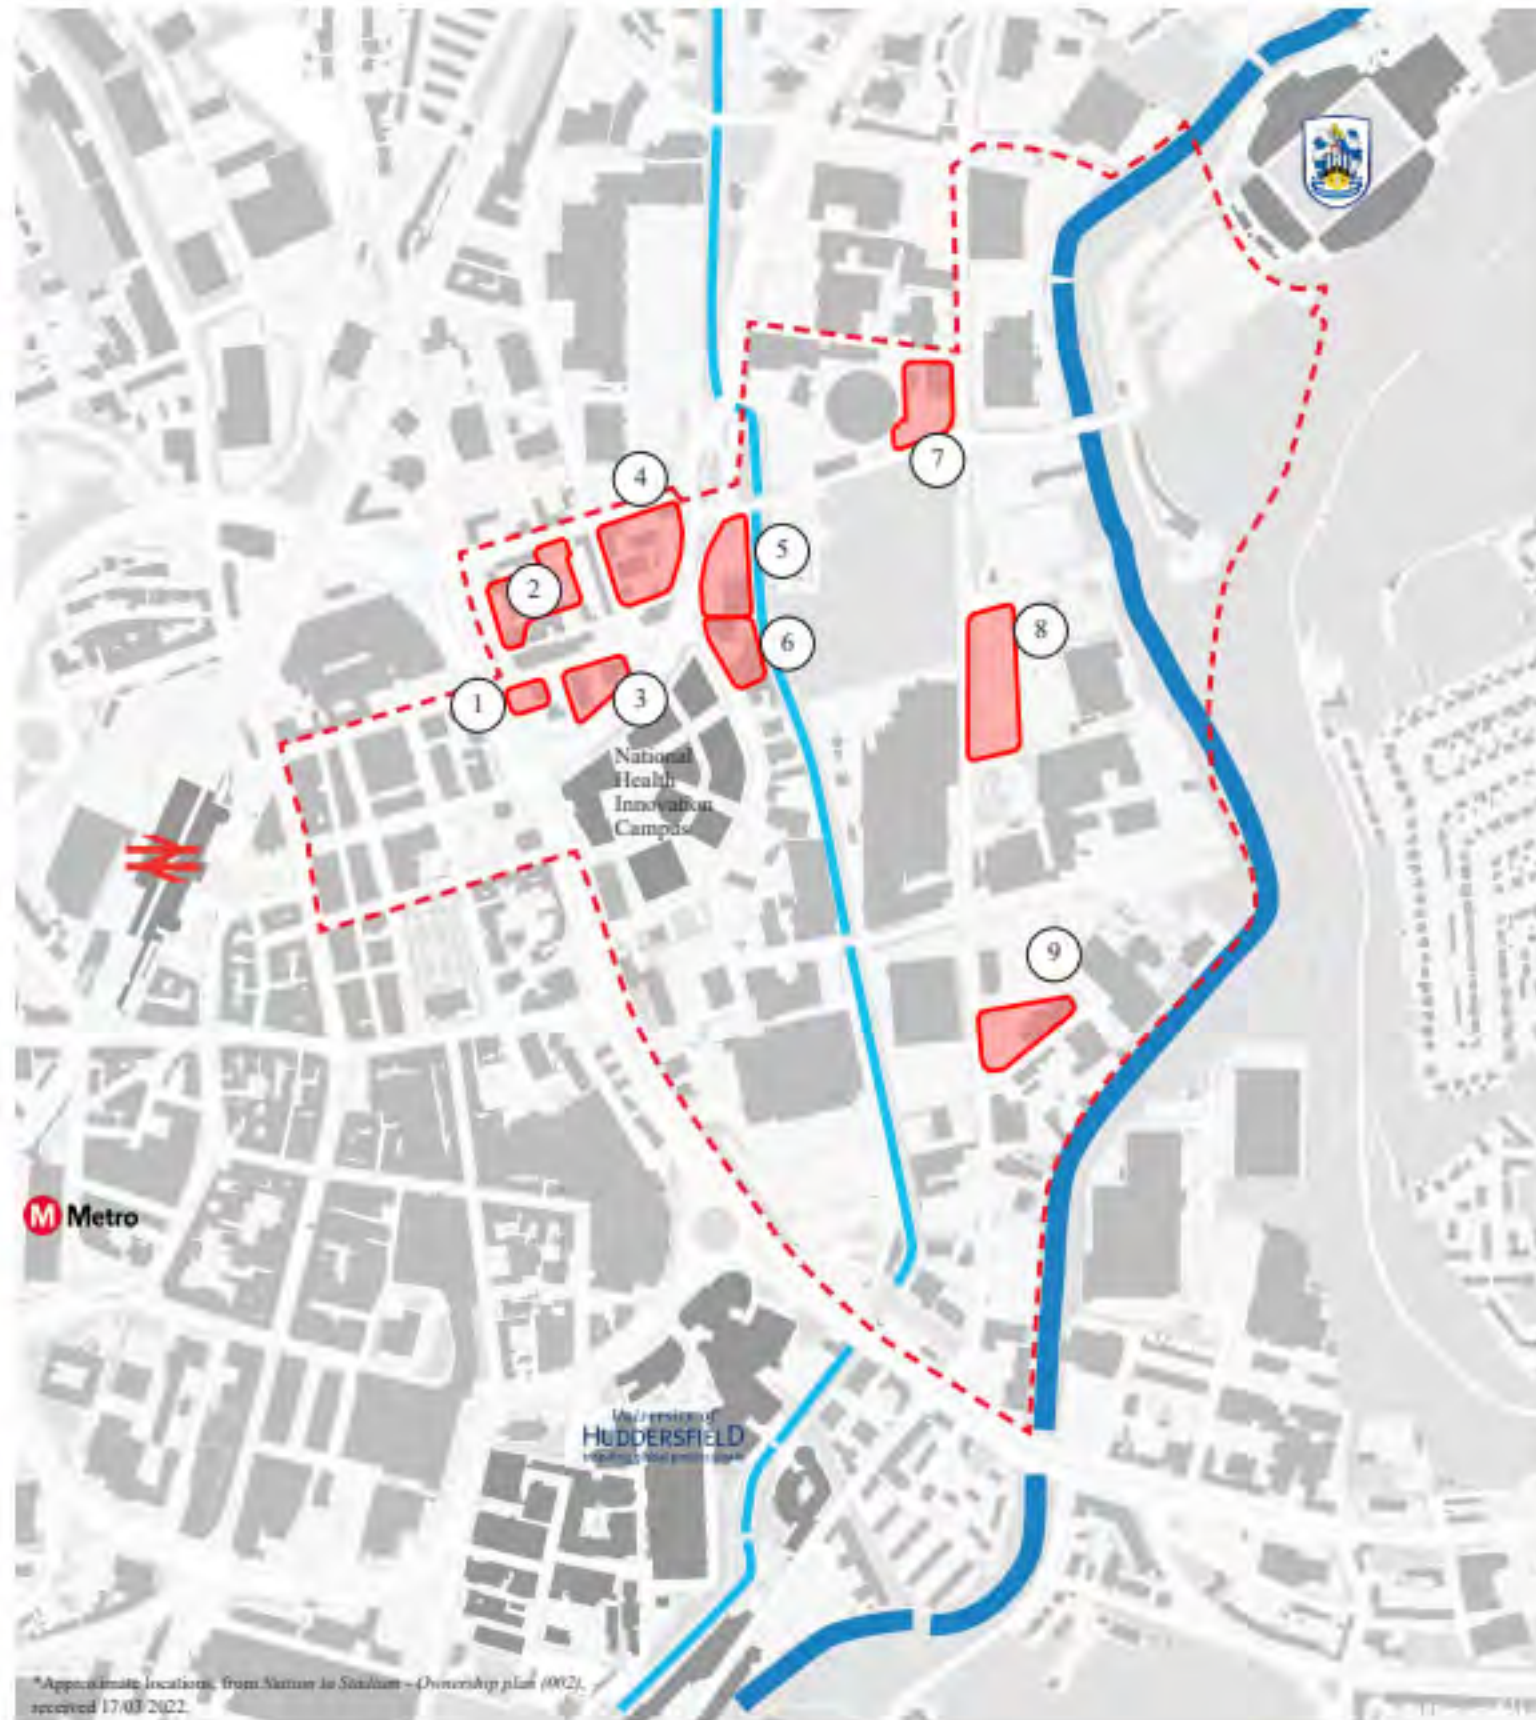 4
7
5
2
8
6
1
3
National
Health
Innovation
Campus
9
M Metro
University of
HUDDERSFIELD
*Approximate locations, from Station to Stadium - Ownership plan (002),
received 17/03/2022.